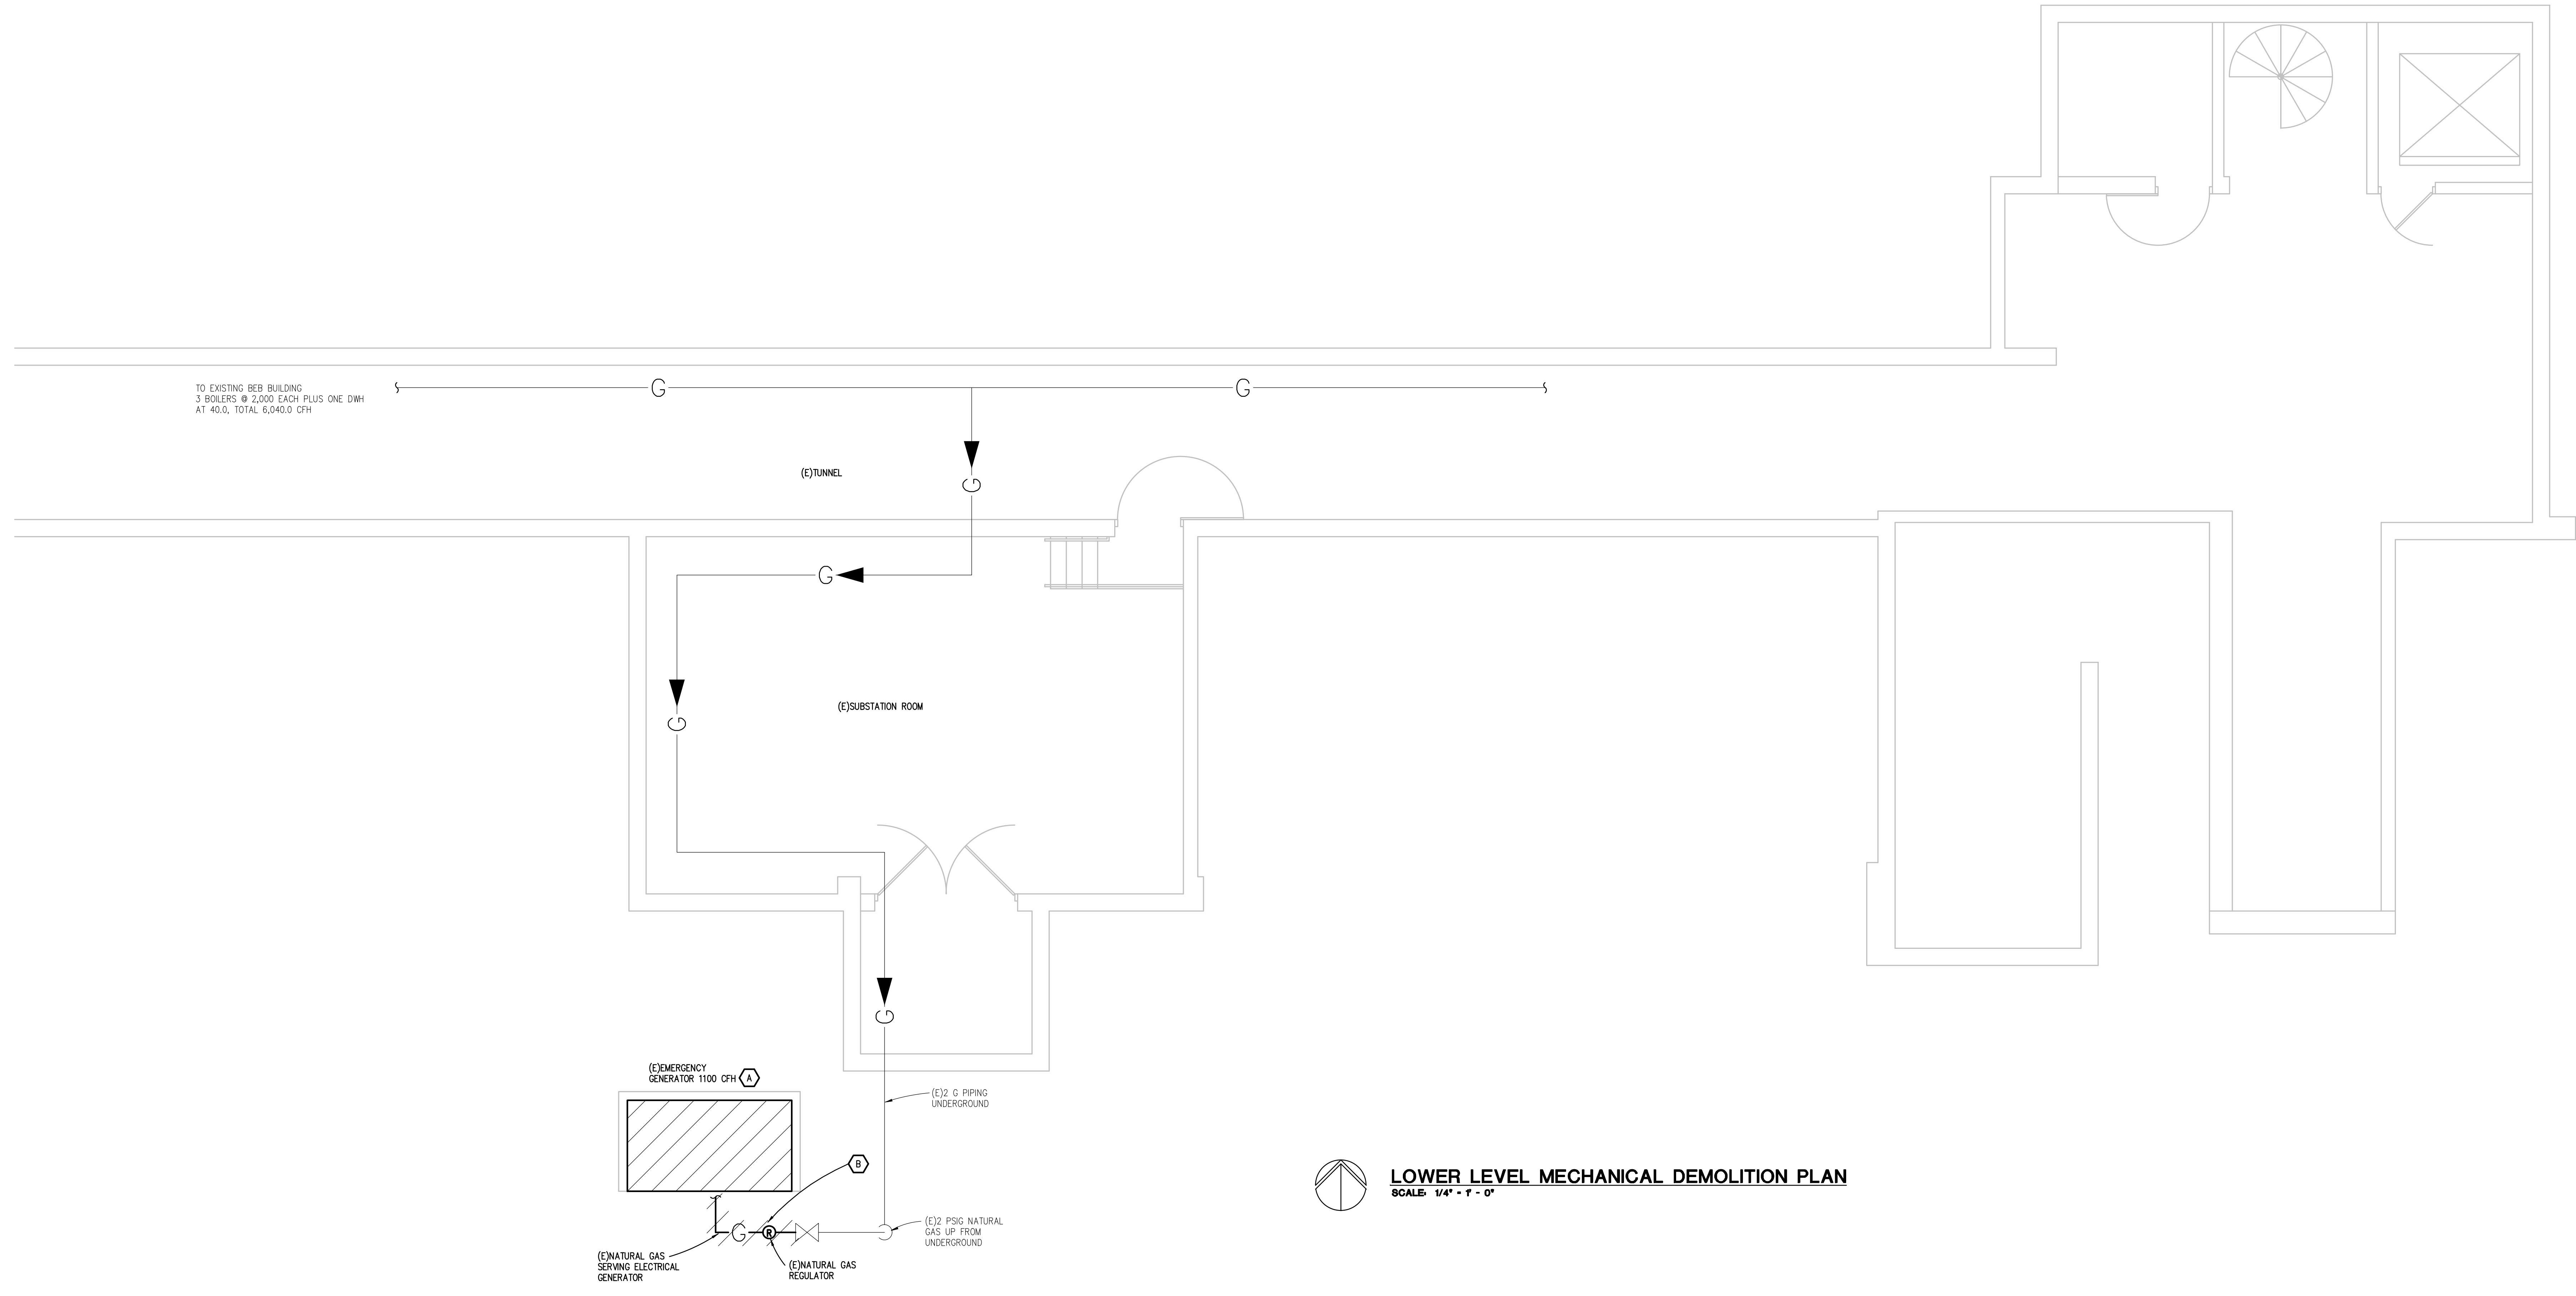 G
G
TO EXISTING BEB BUILDING
3 BOILERS @ 2,000 EACH PLUS ONE DWH
AT 40.0, TOTAL 6,040.0 CFH
(E)TUNNEL
G
G
(E)SUBSTATION ROOM
G
G
(E)EMERGENCY
GENERATOR 1100 CFH A
(E)2 G PIPING
UNDERGROUND
B
LOWER LEVEL MECHANICAL DEMOLITION PLAN
SCALE: 1/4" = 1' - 0"
(E)2 PSIG NATURAL
GAS UP FROM
UNDERGROUND
G
R
(E)NATURAL GAS
SERVING ELECTRICAL
GENERATOR
(E)NATURAL GAS
REGULATOR